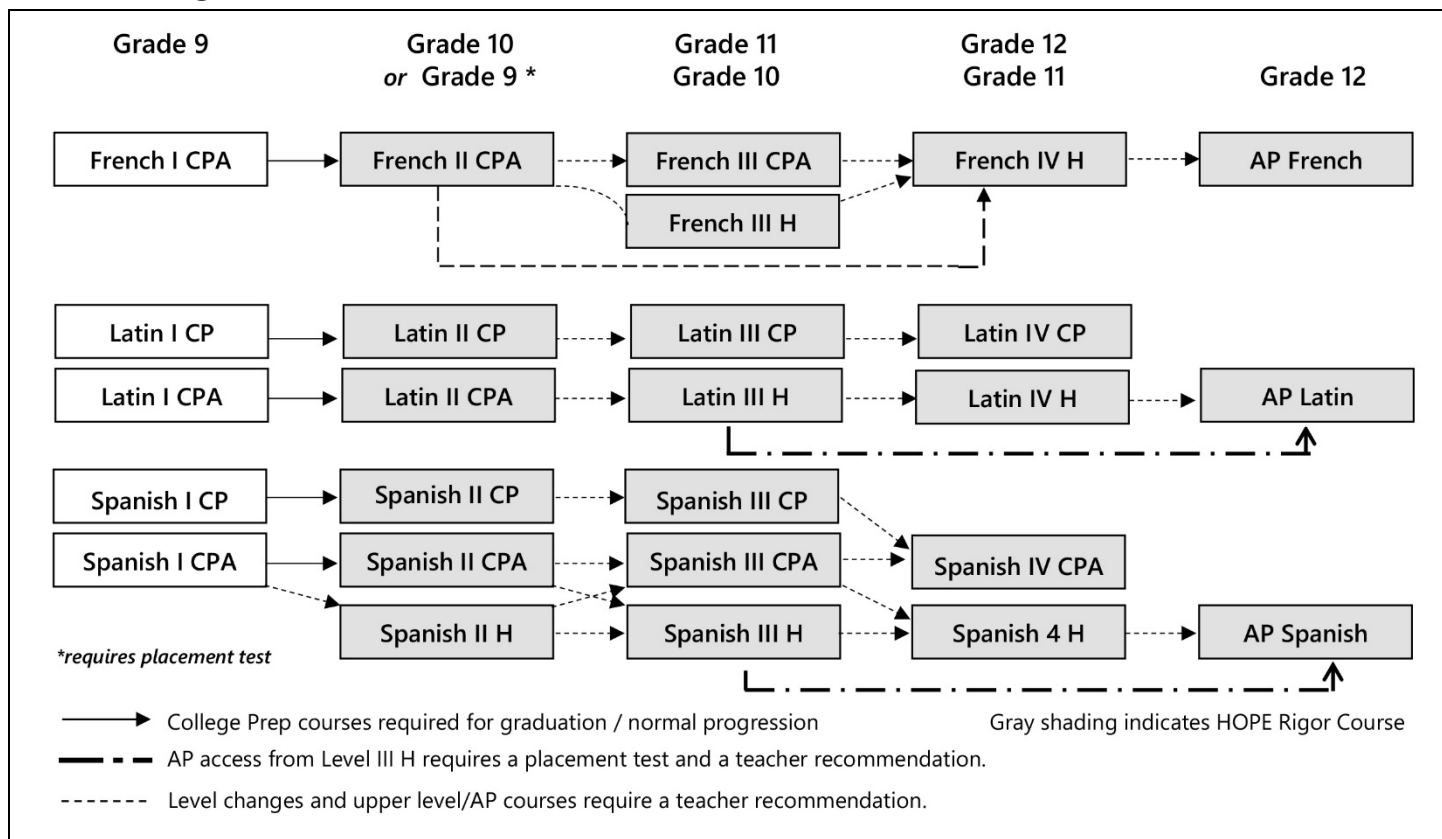 Grade 9
Grade 10
or Grade 9 *
Grade 11
Grade 10
Grade 12
Grade 11
Grade 12
French I CPA
French II CPA
French III CPA
French IV H
AP French
French III H
Latin I CP
Latin II CP
Latin III CP
Latin IV CP
Latin I CPA
Latin II CPA
Latin III H
Latin IV H
AP Latin
Spanish I CP
Spanish II CP
Spanish III CP
Spanish I CPA
Spanish II CPA
Spanish III CPA
Spanish IV CPA
Spanish II H
Spanish III H
Spanish 4 H
AP Spanish
*requires placement test
College Prep courses required for graduation / normal progression
Gray shading indicates HOPE Rigor Course
AP access from Level III H requires a placement test and a teacher recommendation.
Level changes and upper level/AP courses require a teacher recommendation.